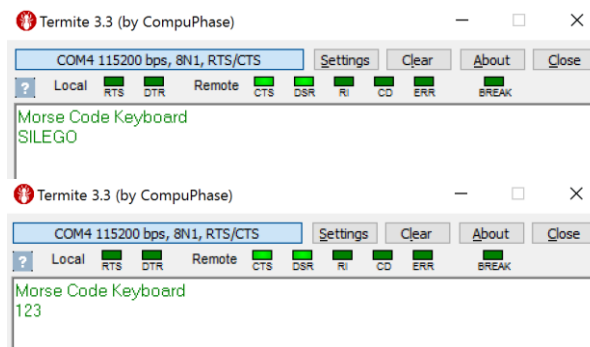 Termite 3.3 (by CompuPhase)
COM4 115200 bps, 8N1, RTS/CTS Settings Clear About Close
? Local RTS DTR Remote CTS DSR RI CD ERR BREAK
Morse Code Keyboard
SILEGO
Termite 3.3 (by CompuPhase)
COM4 115200 bps, 8N1, RTS/CTS Settings Clear About Close
? Local RTS DTR Remote CTS DSR RI CD ERR BREAK
Morse Code Keyboard
123